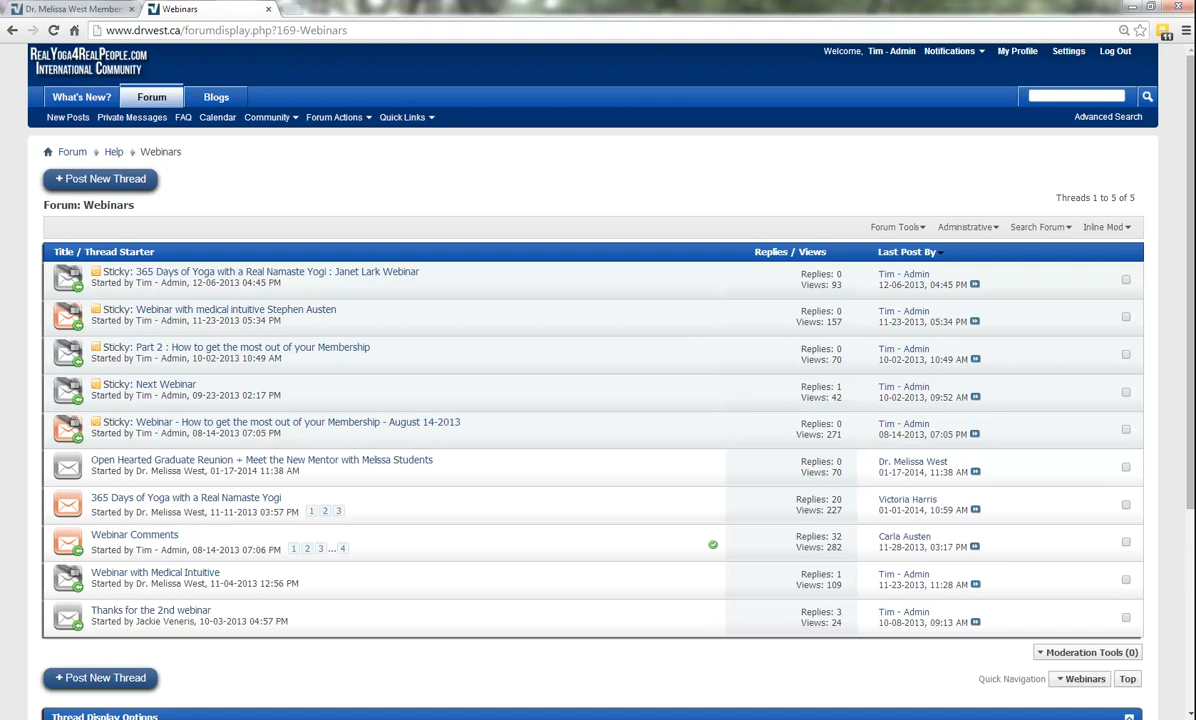 Dr. Melissa West Member
Webinars
www.drwest.ca/forumdisplay.php?169-Webinars
11
RealYoga4RealPeople.com
International Community
Welcome, Tim - Admin Notifications My Profile Settings Log Out
What's New? Forum Blogs
New Posts Private Messages FAQ Calendar Community Forum Actions Quick Links Advanced Search
Forum Help Webinars
+ Post New Thread
Threads 1 to 5 of 5
Forum: Webinars
Forum Tools Administrative Search Forum Inline Mod
Title / Thread Starter Replies / Views Last Post By
Sticky: 365 Days of Yoga with a Real Namaste Yogi : Janet Lark Webinar Replies: 0 Tim - Admin
Started by Tim - Admin, 12-06-2013 04:45 PM Views: 93 12-06-2013, 04:45 PM
Sticky: Webinar with medical intuitive Stephen Austen Replies: 0 Tim - Admin
Started by Tim - Admin, 11-23-2013 05:34 PM Views: 157 11-23-2013, 05:34 PM
Sticky: Part 2 : How to get the most out of your Membership Replies: 0 Tim - Admin
Started by Tim - Admin, 10-02-2013 10:49 AM Views: 70 10-02-2013, 10:49 AM
Sticky: Next Webinar Replies: 1 Tim - Admin
Started by Tim - Admin, 09-23-2013 02:17 PM Views: 42 10-02-2013, 09:52 AM
Sticky: Webinar - How to get the most out of your Membership - August 14-2013 Replies: 0 Tim - Admin
Started by Tim - Admin, 08-14-2013 07:05 PM Views: 271 08-14-2013, 07:05 PM
Open Hearted Graduate Reunion + Meet the New Mentor with Melissa Students Replies: 0 Dr. Melissa West
Started by Dr. Melissa West, 01-17-2014 11:38 AM Views: 70 01-17-2014, 11:38 AM
365 Days of Yoga with a Real Namaste Yogi Replies: 20 Victoria Harris
Started by Dr. Melissa West, 11-11-2013 03:57 PM 1 2 3 Views: 227 01-01-2014, 10:59 AM
Webinar Comments Replies: 32 Carla Austen
Started by Tim - Admin, 08-14-2013 07:06 PM 1 2 3 ... 4 Views: 282 11-28-2013, 03:17 PM
Webinar with Medical Intuitive Replies: 1 Tim - Admin
Started by Dr. Melissa West, 11-04-2013 12:56 PM Views: 109 11-23-2013, 11:28 AM
Thanks for the 2nd webinar Replies: 3 Tim - Admin
Started by Jackie Veneris, 10-03-2013 04:57 PM Views: 24 10-08-2013, 09:13 AM
Moderation Tools (0)
+ Post New Thread Quick Navigation Webinars Top
Thread Display Options